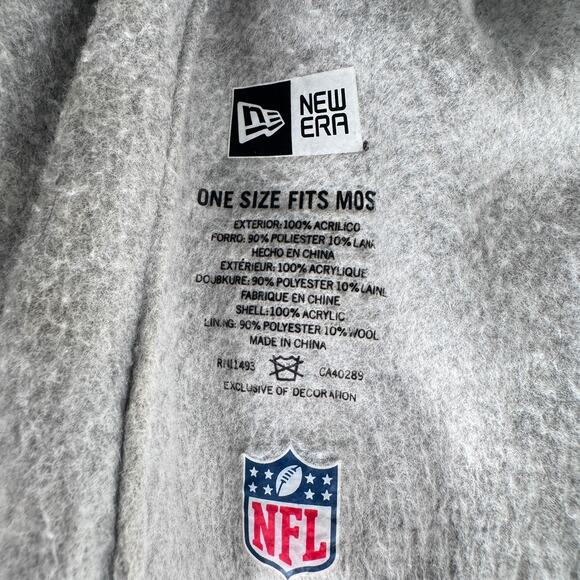 NEW
ERA
ONE SIZE FITS MOS
EXTERIOR: 100% ACRILICO
FORRO: 90% POLIESTER 10% LANA
HECHO EN CHINA
EXTÉRIEUR: 100% ACRYLIQUE
DOUBKURE: 90% POLYESTER 10% LAINE
FABRIQUE EN CHINE
SHELL: 100% ACRYLIC
LINING: 90% POLYESTER 10% WOOL
MADE IN CHINA
RN11493 CA40289
EXCLUSIVE OF DECORATION
NFL